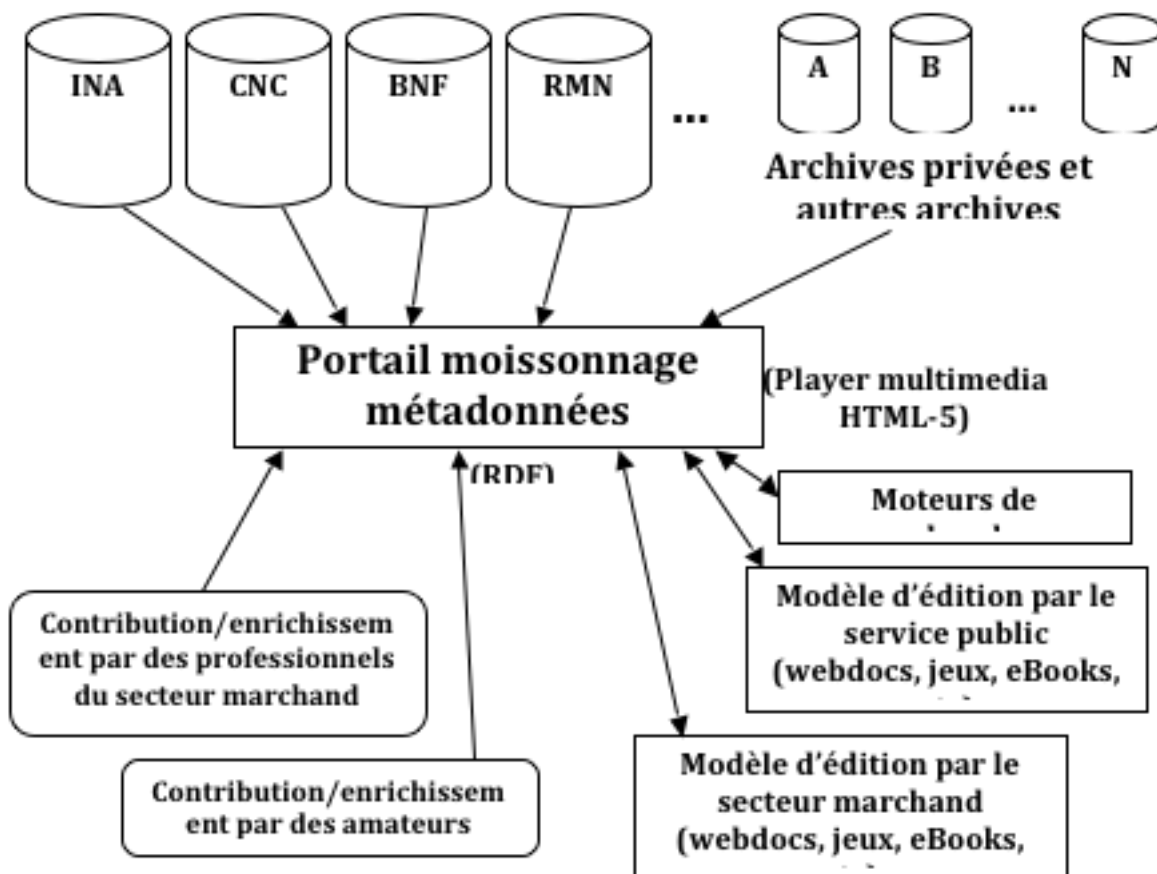 INA
CNC
BNF
RMN
...
A
B
...
N
Archives privées et
autres archives
Portail moissonnage
métadonnées
(RDF)
(Player multimedia
HTML-5)
Moteurs de
Modèle d'édition par le
service public
(webdocs, jeux, eBooks,
Modèle d'édition par le
secteur marchand
(webdocs, jeux, eBooks,
Contribution/enrichissem
ent par des professionnels
du secteur marchand
Contribution/enrichissem
ent par des amateurs